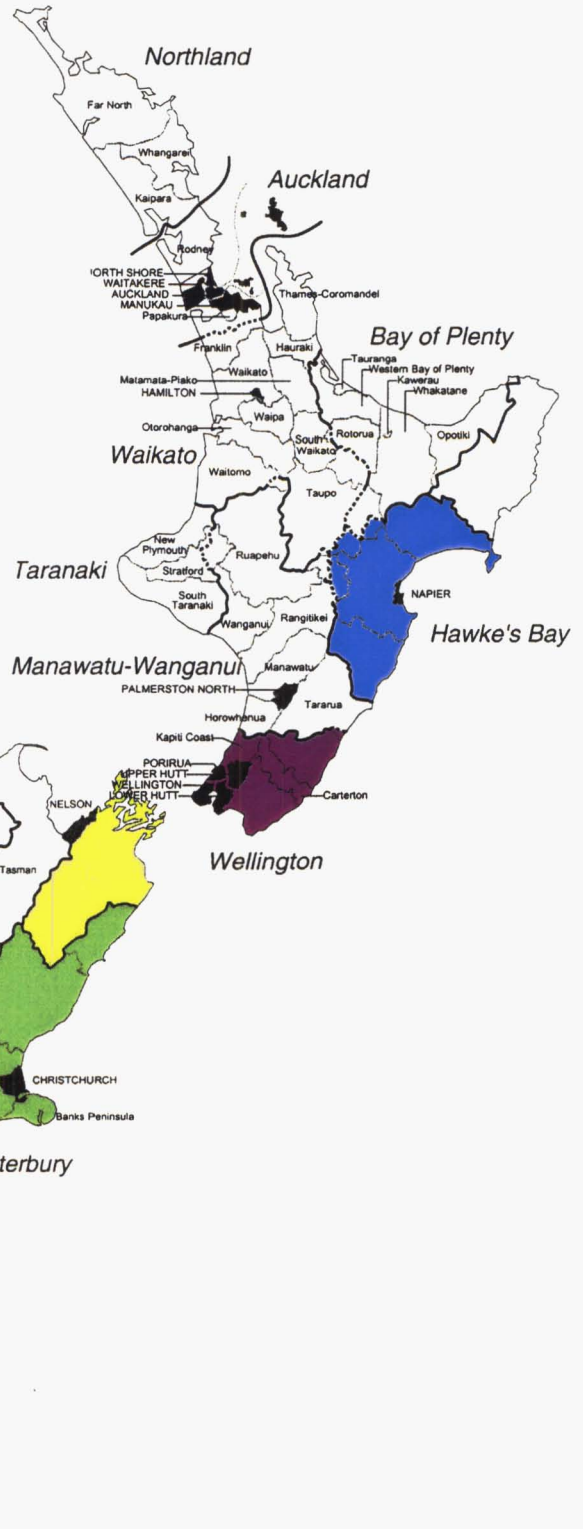 Northland
Far North
Whangarei
Auckland
Kaipara
Rodney
IORTH SHORE
WAITAKERE
AUCKLAND
MANUKAU
Papakura
Thames-Coromandel
Franklin
Hauraki
Bay of Plenty
Tauranga
Western Bay of Plenty
Kawerau
Whakatane
Waikato
Matamata-Piako
HAMILTON
Waipa
Otorohanga
South
Waikato
Rotorua
Opotiki
Waikato
Waitomo
Taupo
New
Plymouth
Ruapehu
Taranaki
Stratford
South
Taranaki
NAPIER
Wanganui
Rangitikei
Hawke's Bay
Manawatu-Wanganui
Manawatu
PALMERSTON NORTH
Tararua
Horowhenua
Kapiti Coast
PORIRUA
UPPER HUTT
WELLINGTON
LOWER HUTT
Carterton
NELSON
Wellington
Tasman
CHRISTCHURCH
Banks Peninsula
terbury